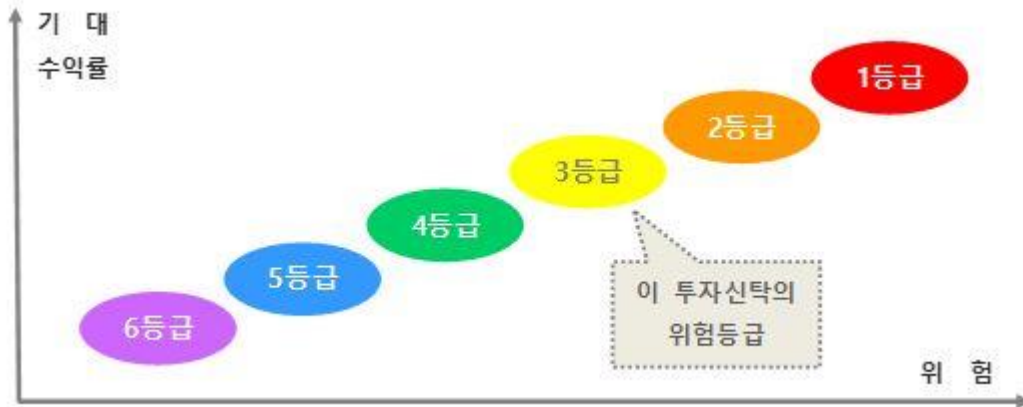 기 대
수익률
1등급
2등급
3등급
4등급
5등급
6등급
이 투자신탁의
위험등급
위 험